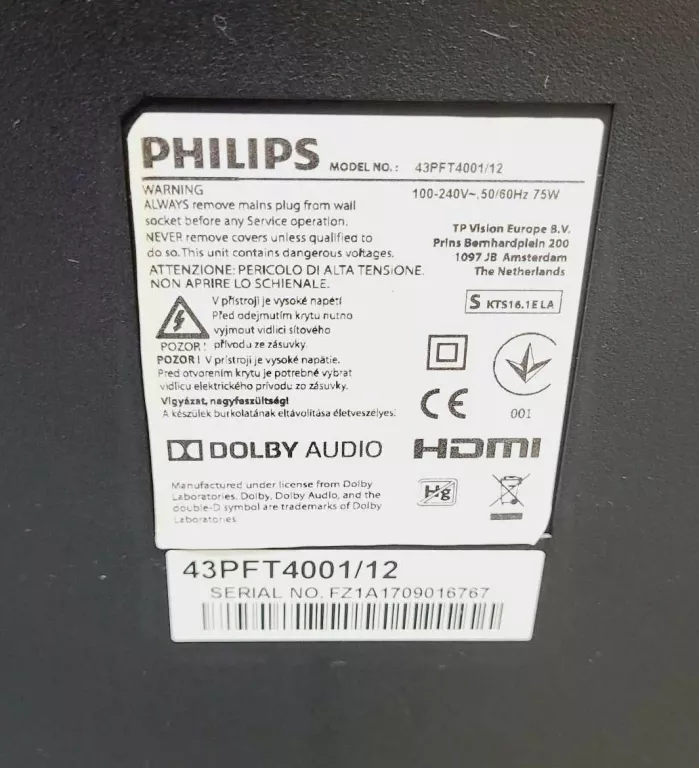 PHILIPS MODEL NO.: 43PFT4001/12
100-240V~, 50/60Hz 75W
WARNING
ALWAYS remove mains plug from wall
socket before any Service operation.
NEVER remove covers unless qualified to
do so. This unit contains dangerous voltages.
TP Vision Europe B.V.
Prins Bernhardplein 200
1097 JB Amsterdam
The Netherlands
ATTENZIONE: PERICOLO DI ALTA TENSIONE.
NON APRIRE LO SCHIENALE.
S KTS16.1E LA
V přístroji je vysoké napětí
Před odejmutím krytu nutno
vyjmout vidlici síťového
POZOR! přívodu ze zásuvky.
POZOR! V prístroji je vysoké napätie.
Pred otvorením krytu je potrebné vybrať
vidlicu elektrického prívodu zo zásuvky.
Vigyázat, nagyfeszültség!
A készülek burkolatának eltávolítása életveszélyes.
CE
001
DOLBY AUDIO
HDMI
Manufactured under license from Dolby
Laboratories. Dolby, Dolby Audio, and the
double-D symbol are trademarks of Dolby
Laboratories
Hg
43PFT4001/12
SERIAL NO. FZ1A1709016767